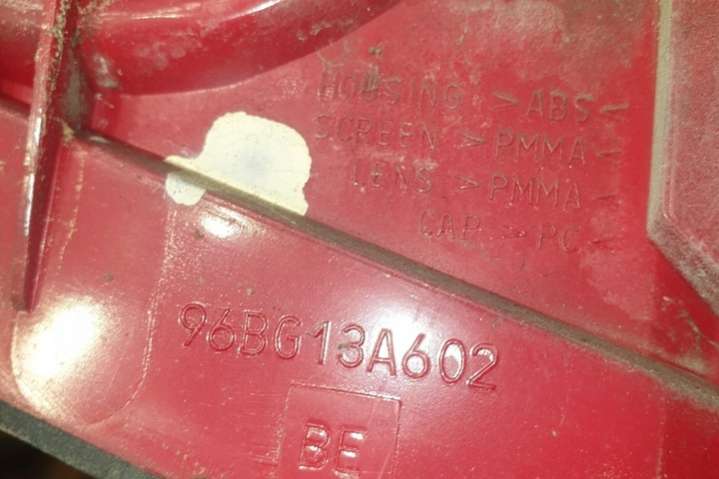 HOUSING >ABS<
SCREEN >PMMA<
LENS >PMMA
CAP >PC
96BG13A602
BE